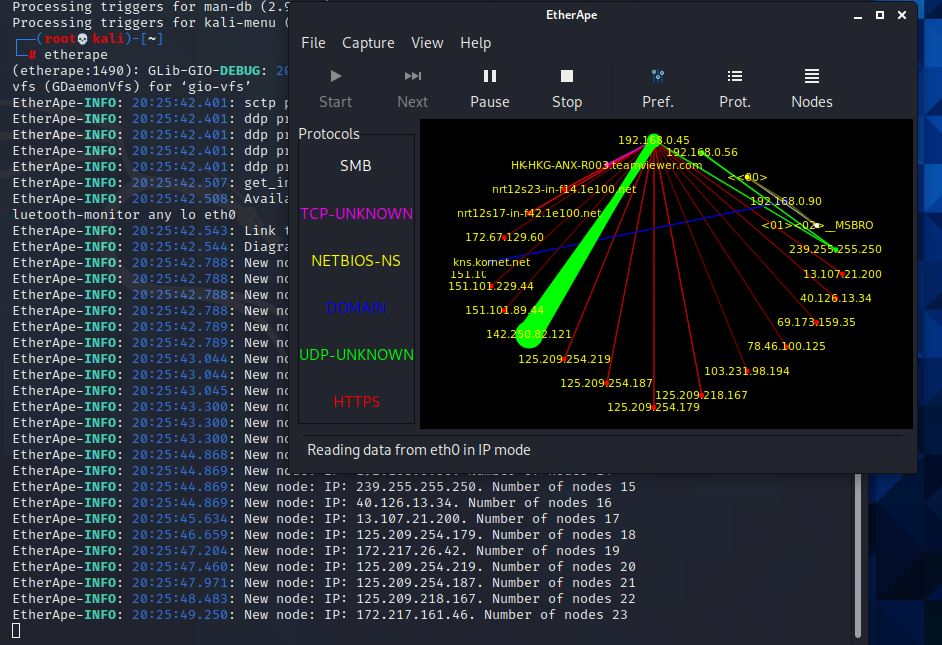 Processing triggers for man-db (2.9
Processing triggers for kali-menu (
(root💀kali)-[~]
# etherape
(etherape:1490): GLib-GIO-DEBUG: 20
vfs (GDaemonVfs) for ‘gio-vfs’
EtherApe-INFO: 20:25:42.401: sctp p
EtherApe-INFO: 20:25:42.401: ddp pr
EtherApe-INFO: 20:25:42.401: ddp pr
EtherApe-INFO: 20:25:42.401: ddp pr
EtherApe-INFO: 20:25:42.401: ddp pr
EtherApe-INFO: 20:25:42.507: get_in
EtherApe-INFO: 20:25:42.508: Availa
luetooth-monitor any lo eth0
EtherApe-INFO: 20:25:42.543: Link t
EtherApe-INFO: 20:25:42.544: Diagra
EtherApe-INFO: 20:25:42.788: New no
EtherApe-INFO: 20:25:42.788: New no
EtherApe-INFO: 20:25:42.788: New no
EtherApe-INFO: 20:25:42.788: New no
EtherApe-INFO: 20:25:42.789: New no
EtherApe-INFO: 20:25:42.789: New no
EtherApe-INFO: 20:25:43.044: New no
EtherApe-INFO: 20:25:43.044: New no
EtherApe-INFO: 20:25:43.045: New no
EtherApe-INFO: 20:25:43.300: New no
EtherApe-INFO: 20:25:43.300: New no
EtherApe-INFO: 20:25:43.300: New no
EtherApe-INFO: 20:25:44.868: New no
EtherApe-INFO: 20:25:44.869: New no
EtherApe-INFO: 20:25:44.869: New node: IP: 239.255.255.250. Number of nodes 15
EtherApe-INFO: 20:25:44.869: New node: IP: 40.126.13.34. Number of nodes 16
EtherApe-INFO: 20:25:45.634: New node: IP: 13.107.21.200. Number of nodes 17
EtherApe-INFO: 20:25:46.659: New node: IP: 125.209.254.179. Number of nodes 18
EtherApe-INFO: 20:25:47.204: New node: IP: 172.217.26.42. Number of nodes 19
EtherApe-INFO: 20:25:47.460: New node: IP: 125.209.254.219. Number of nodes 20
EtherApe-INFO: 20:25:47.971: New node: IP: 125.209.254.187. Number of nodes 21
EtherApe-INFO: 20:25:48.483: New node: IP: 125.209.218.167. Number of nodes 22
EtherApe-INFO: 20:25:49.250: New node: IP: 172.217.161.46. Number of nodes 23
EtherApe
File Capture View Help
Start Next Pause Stop Pref. Prot. Nodes
Protocols
SMB
TCP-UNKNOWN
NETBIOS-NS
DOMAIN
UDP-UNKNOWN
HTTPS
192.168.0.45
192.168.0.56
HK-HKG-ANX-R003.teamviewer.com
<<00>
nrt12s23-in-f14.1e100.net
192.168.0.90
nrt12s17-in-f42.1e100.net
<01><02>__MSBRO
172.67.129.60
239.255.255.250
kns.kornet.net
13.107.21.200
151.10
151.101.229.44
40.126.13.34
151.101.89.44
69.173.159.35
142.250.82.121
78.46.100.125
125.209.254.219
103.231.98.194
125.209.254.187
125.209.218.167
125.209.254.179
Reading data from eth0 in IP mode